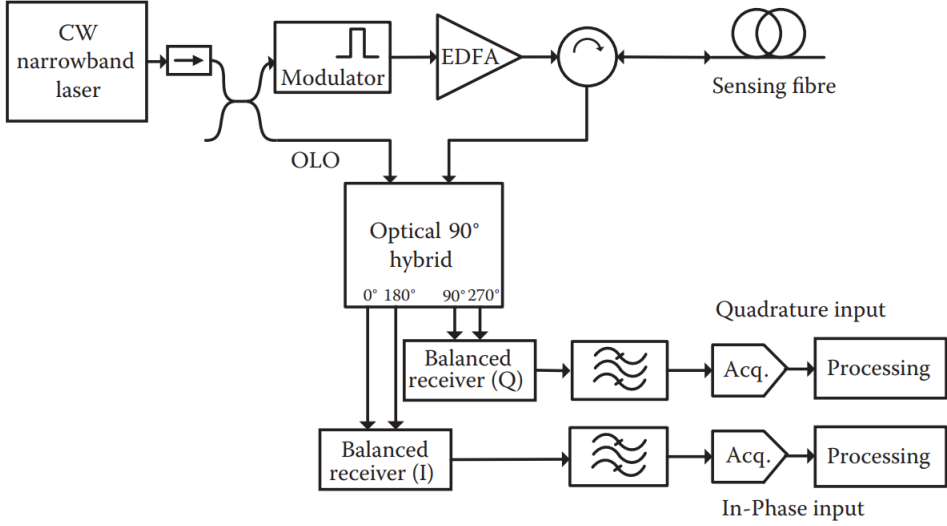 CW
narrowband
laser
Modulator
EDFA
Sensing fibre
OLO
Optical 90°
hybrid
0° 180° 90° 270°
Quadrature input
Balanced
receiver (Q)
Acq.
Processing
Balanced
receiver (I)
Acq.
Processing
In-Phase input